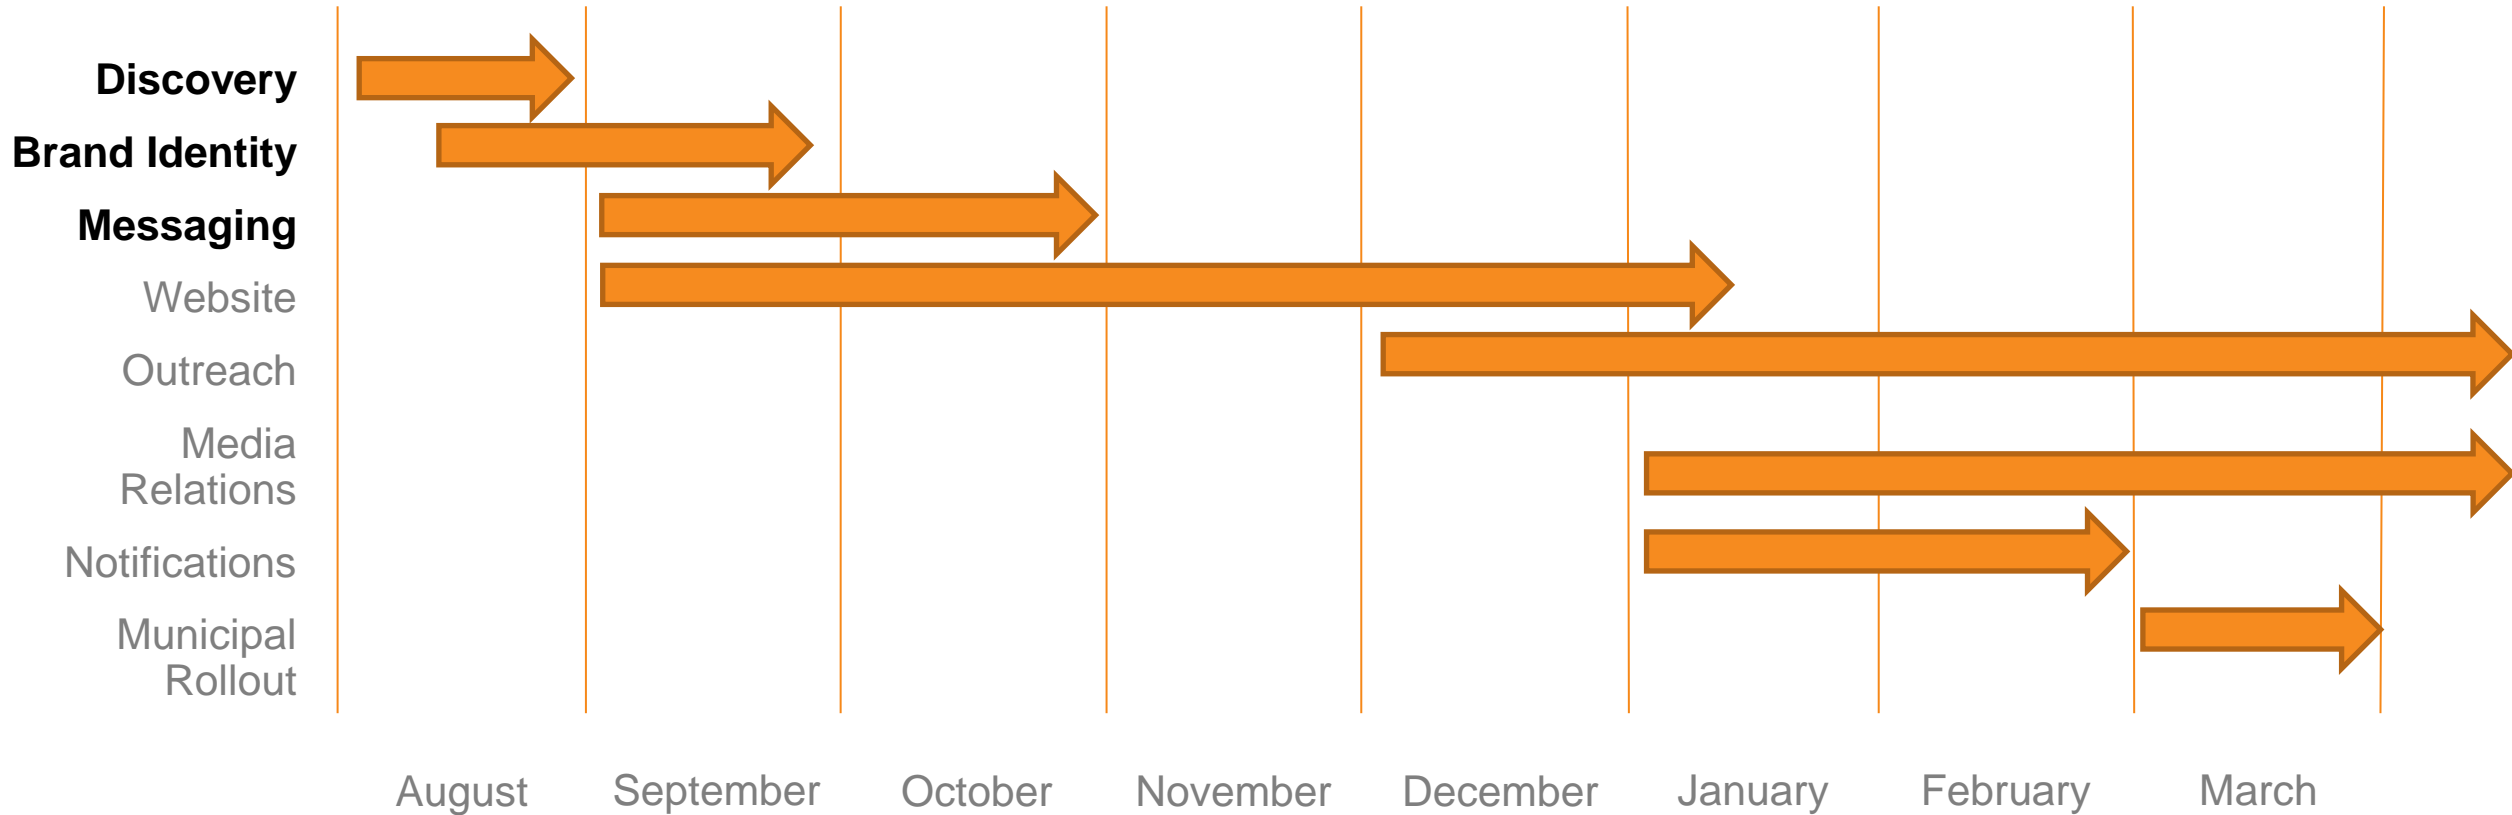 Discovery
Brand Identity
Messaging
Website
Outreach
Media
Relations
Notifications
Municipal
Rollout
August
September
October
November
December
January
February
March